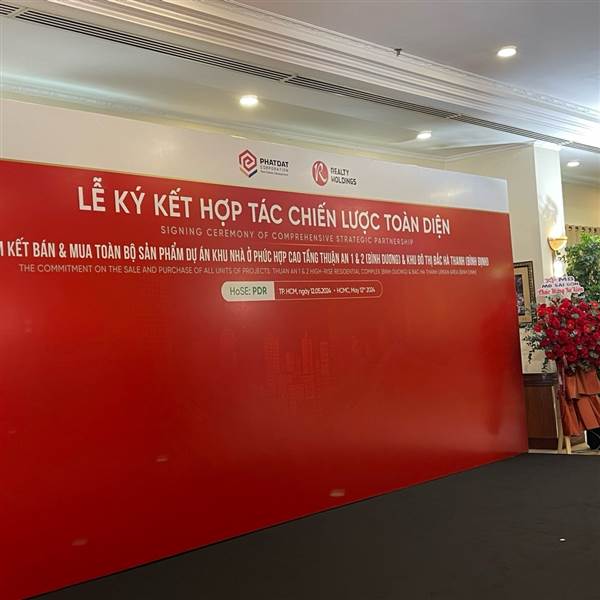 PHATDAT
CORPORATION
REALTY
HOLDINGS
LỄ KÝ KẾT HỢP TÁC CHIẾN LƯỢC TOÀN DIỆN
SIGNING CEREMONY OF COMPREHENSIVE STRATEGIC PARTNERSHIP
KẾT BÁN & MUA TOÀN BỘ SẢN PHẨM DỰ ÁN KHU NHÀ Ở PHỨC HỢP CAO TẦNG THUẬN AN 1 & 2 (BÌNH DƯƠNG) & KHU ĐÔ THỊ BẮC HÀ THANH (BÌNH ĐỊNH)
THE COMMITMENT ON THE SALE AND PURCHASE OF ALL UNITS OF PROJECTS: THUAN AN 1 & 2 HIGH-RISE RESIDENTIAL COMPLEX (BINH DUONG) & BAC HA THANH URBAN AREA (BINH DINH)
HoSE: PDR TP. HCM, ngày 12.05.2024 • HCMC, May 12th 2024